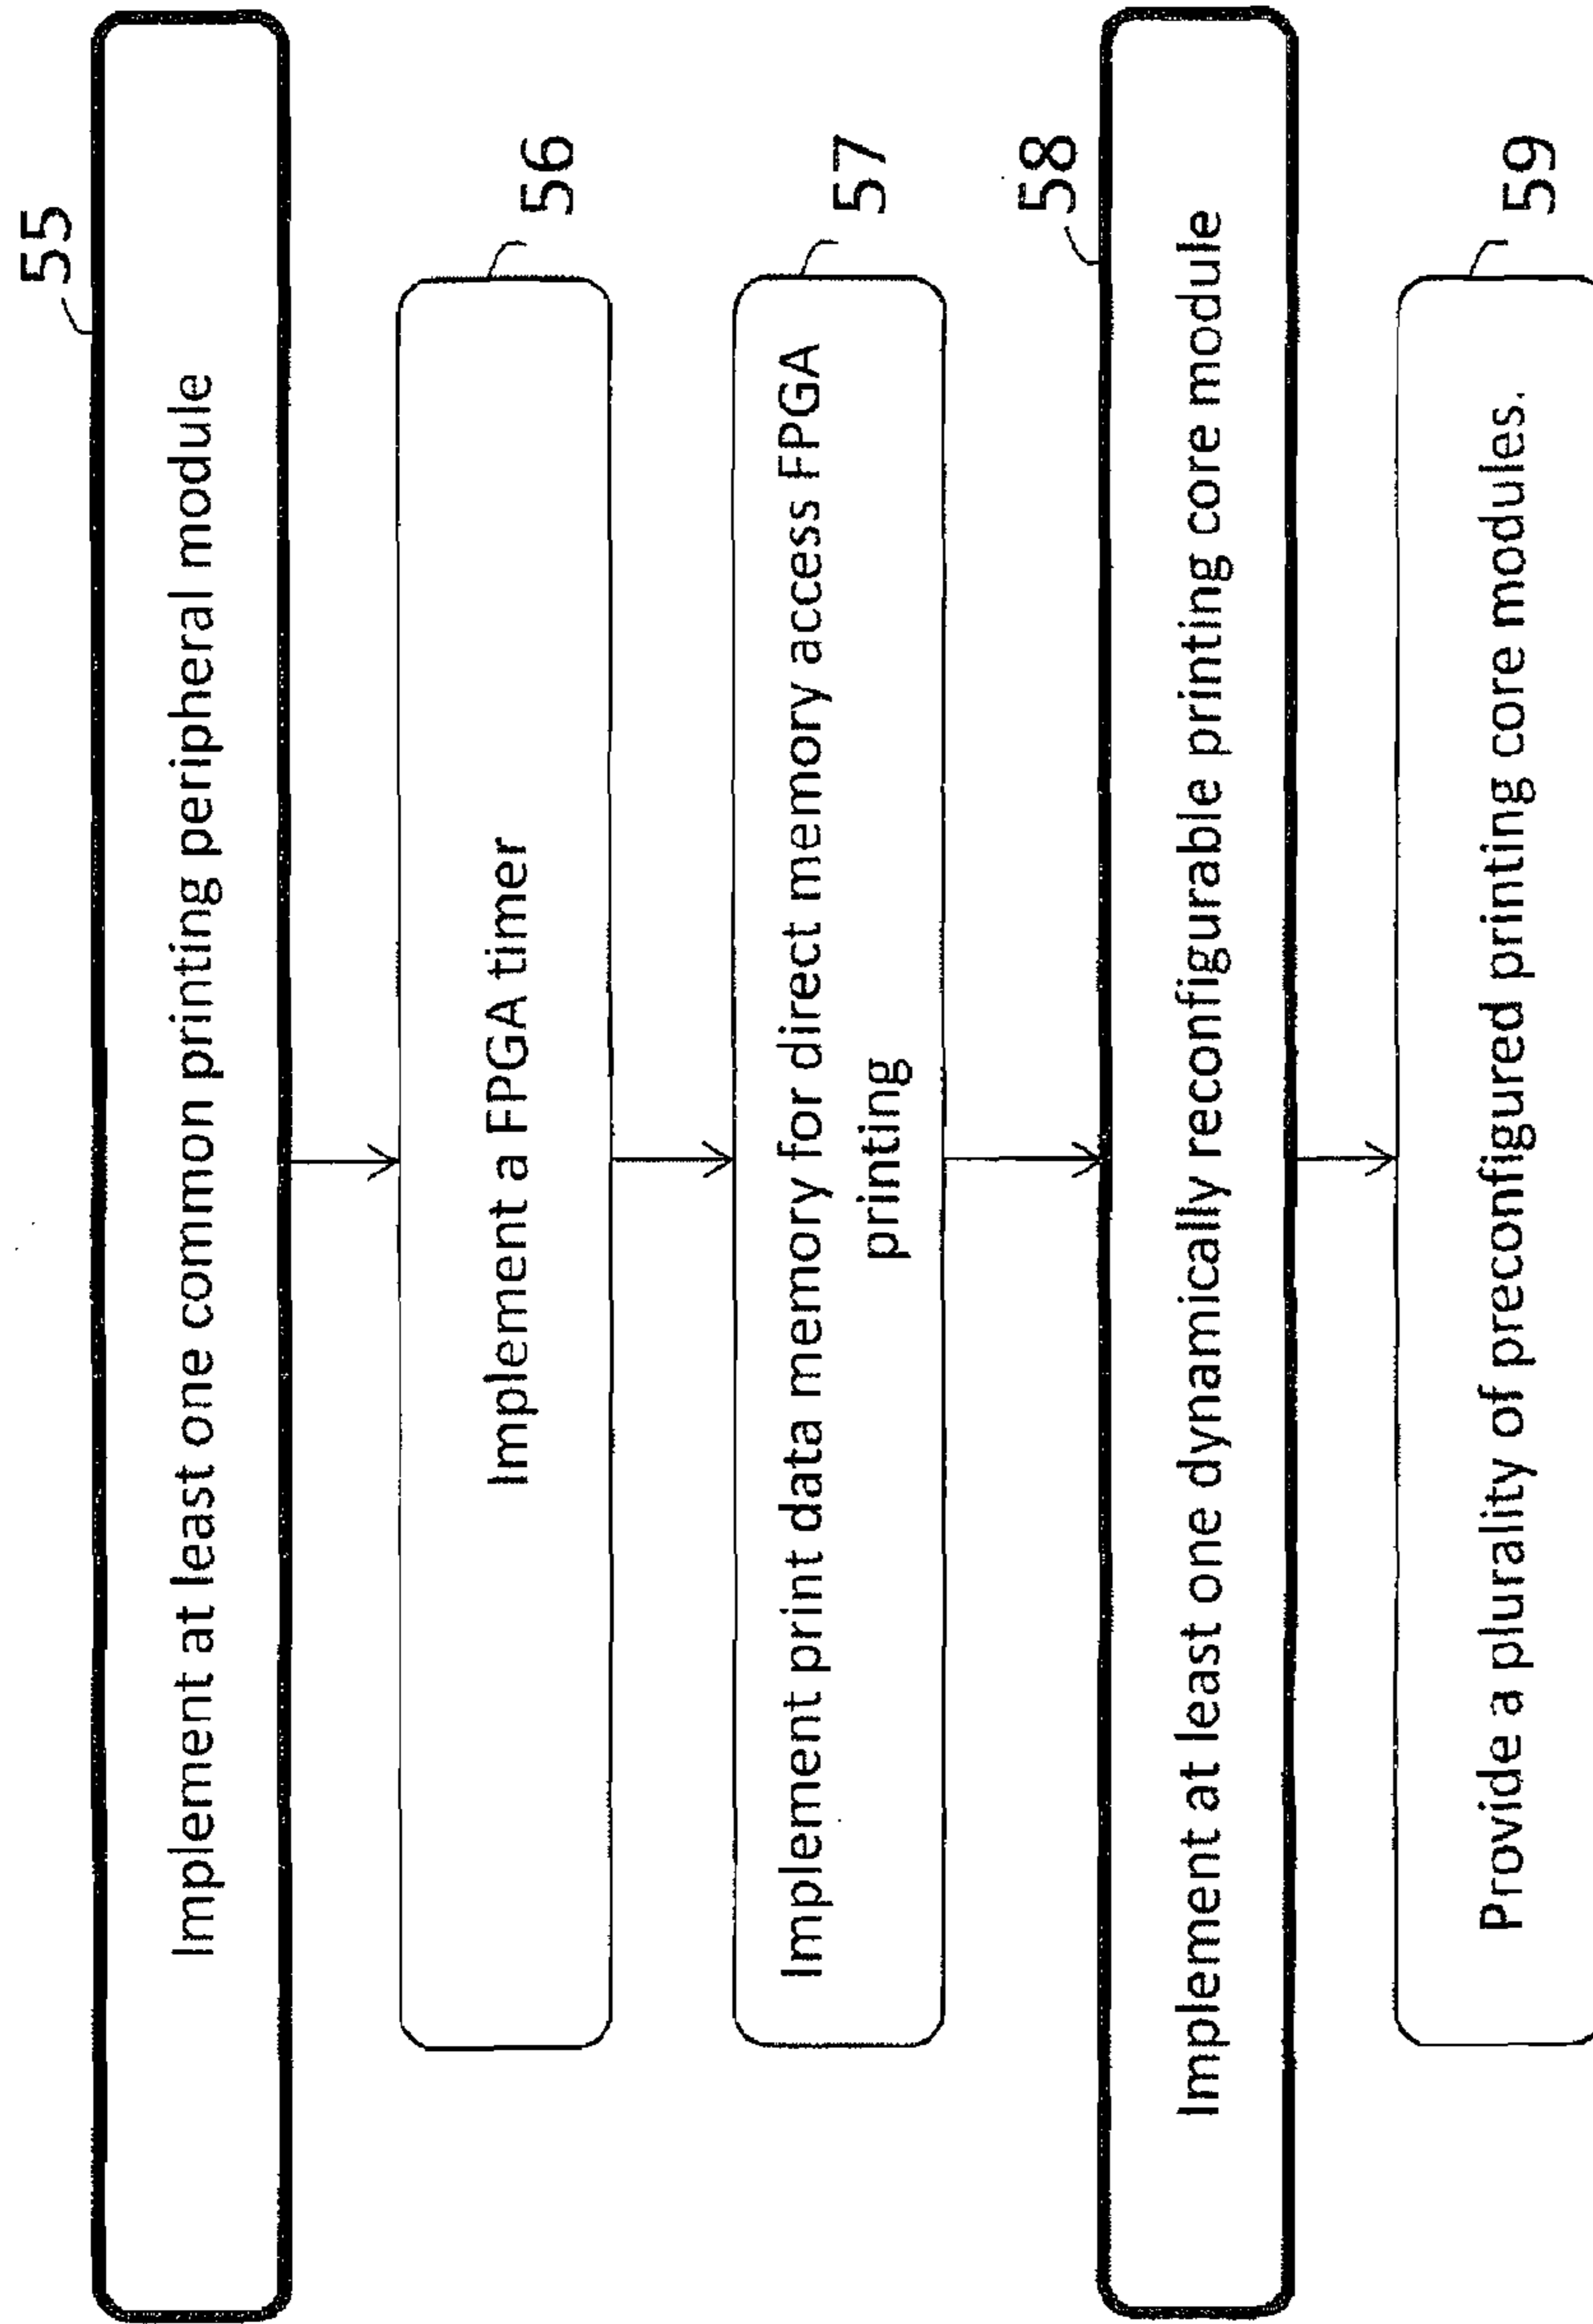 55
Implement at least one common printing peripheral module
56
Implement a FPGA timer
57
Implement print data memory for direct memory access FPGA
printing
58
Implement at least one dynamically reconfigurable printing core module
59
Provide a plurality of preconfigured printing core modules.